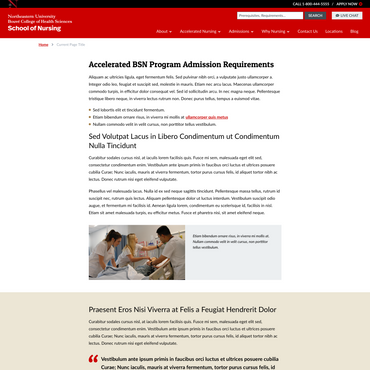 CALL 1-800-444-5555 | APPLY NOW
Northeastern University
Bouvé College of Health Sciences
School of Nursing
Prerequisites, Requirements...
SEARCH
LIVE CHAT
About
Accelerated Nursing
Admissions
Why Nursing
Contact Us
Locations
Blog
Home > Current Page Title
Accelerated BSN Program Admission Requirements
Aliquam ac ultricies ligula, eget fermentum felis. Sed pulvinar nibh orci, a vulputate justo ullamcorper a.
Integer odio leo, feugiat et suscipit sed, molestie id mauris. Etiam nec arcu lacus. Maecenas ullamcorper
commodo turpis, in efficitur dolor consequat vel. Sed id sollicitudin arcu. In nec magna neque. Pellentesque
tristique libero neque, in viverra lectus rutrum non. Donec purus tellus, tempus a euismod vitae.
Sed lobortis elit et tincidunt fermentum.
Etiam bibendum ornare risus, in viverra mi mollis at ullamcorper quis metus
Nullam commodo velit in velit cursus, non porttitor tellus vestibulum.
Sed Volutpat Lacus in Libero Condimentum ut Condimentum
Nulla Tincidunt
Curabitur sodales cursus nisl, at iaculis lorem facilisis quis. Fusce mi sem, malesuada eget elit sed,
consectetur condimentum enim. Vestibulum ante ipsum primis in faucibus orci luctus et ultrices posuere
cubilia Curae; Nunc iaculis, mauris ut viverra fermentum, tortor purus cursus nisl, id aliquet tortor nibh ac
lectus. Donec rutrum nisi eget eleifend vulputate.
Phasellus vel malesuada lacus. Nulla id ex sed neque sagittis tincidunt. Pellentesque massa tellus, rutrum id
suscipit nec, rutrum quis lectus. Aliquam pellentesque dolor ut luctus interdum. Vestibulum suscipit odio
augue, et fermentum mi facilisis id. Aenean ligula lorem, condimentum eu scelerisque id, facilisis in nisl.
Etiam sit amet malesuada turpis, eu efficitur metus. Fusce et pharetra nisi, sit amet eleifend neque.
Etiam bibendum ornare risus, in viverra mi mollis at.
Nullam commodo velit in velit cursus, non porttitor
tellus vestibulum.
Praesent Eros Nisi Viverra at Felis a Feugiat Hendrerit Dolor
Curabitur sodales cursus nisl, at iaculis lorem facilisis quis. Fusce mi sem, malesuada eget elit sed,
consectetur condimentum enim. Vestibulum ante ipsum primis in faucibus orci luctus et ultrices posuere
cubilia Curae; Nunc iaculis, mauris ut viverra fermentum, tortor purus cursus nisl, id aliquet tortor nibh ac
lectus. Donec rutrum nisi eget eleifend vulputate.
Vestibulum ante ipsum primis in faucibus orci luctus et ultrices posuere cubilia
Curae; Nunc iaculis, mauris ut viverra fermentum, tortor purus cursus nisl, id